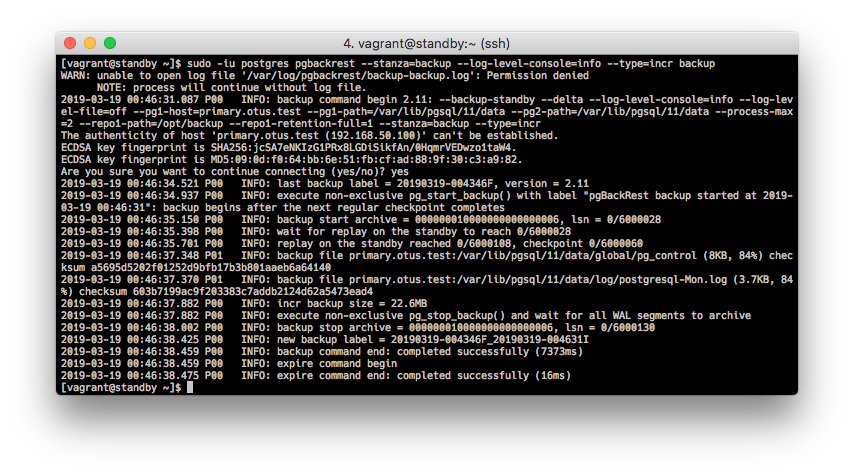 4. vagrant@standby:~ (ssh)
[vagrant@standby ~]$ sudo -iu postgres pgbackrest --stanza=backup --log-level-console=info --type=incr backup
WARN: unable to open log file '/var/log/pgbackrest/backup-backup.log': Permission denied
NOTE: process will continue without log file.
2019-03-19 00:46:31.087 P00   INFO: backup command begin 2.11: --backup-standby --delta --log-level-console=info --log-lev
el-file=off --pg1-host=primary.otus.test --pg1-path=/var/lib/pgsql/11/data --pg2-path=/var/lib/pgsql/11/data --process-max
=2 --repo1-path=/opt/backup --repo1-retention-full=1 --stanza=backup --type=incr
The authenticity of host 'primary.otus.test (192.168.50.100)' can't be established.
ECDSA key fingerprint is SHA256:jcSA7eNKIzG1PRx8LGDiSikfAn/0HqmrVEDwzo1taW4.
ECDSA key fingerprint is MD5:09:0d:f0:64:bb:6e:51:fb:cf:ad:88:9f:30:c3:a9:82.
Are you sure you want to continue connecting (yes/no)? yes
2019-03-19 00:46:34.521 P00   INFO: last backup label = 20190319-004346F, version = 2.11
2019-03-19 00:46:34.937 P00   INFO: execute non-exclusive pg_start_backup() with label "pgBackRest backup started at 2019-
03-19 00:46:31": backup begins after the next regular checkpoint completes
2019-03-19 00:46:35.150 P00   INFO: backup start archive = 000000010000000000000006, lsn = 0/6000028
2019-03-19 00:46:35.398 P00   INFO: wait for replay on the standby to reach 0/6000028
2019-03-19 00:46:35.701 P00   INFO: replay on the standby reached 0/6000108, checkpoint 0/6000060
2019-03-19 00:46:37.348 P01   INFO: backup file primary.otus.test:/var/lib/pgsql/11/data/global/pg_control (8KB, 84%) chec
ksum a5695d5202f01252d9bfb17b3b801aaeb6a64140
2019-03-19 00:46:37.370 P01   INFO: backup file primary.otus.test:/var/lib/pgsql/11/data/log/postgresql-Mon.log (3.7KB, 84
%) checksum 603b7199ac9f203383c7addb2124d62a5473ead4
2019-03-19 00:46:37.882 P00   INFO: incr backup size = 22.6MB
2019-03-19 00:46:37.882 P00   INFO: execute non-exclusive pg_stop_backup() and wait for all WAL segments to archive
2019-03-19 00:46:38.002 P00   INFO: backup stop archive = 000000010000000000000006, lsn = 0/6000130
2019-03-19 00:46:38.425 P00   INFO: new backup label = 20190319-004346F_20190319-004631I
2019-03-19 00:46:38.459 P00   INFO: backup command end: completed successfully (7373ms)
2019-03-19 00:46:38.459 P00   INFO: expire command begin
2019-03-19 00:46:38.475 P00   INFO: expire command end: completed successfully (16ms)
[vagrant@standby ~]$